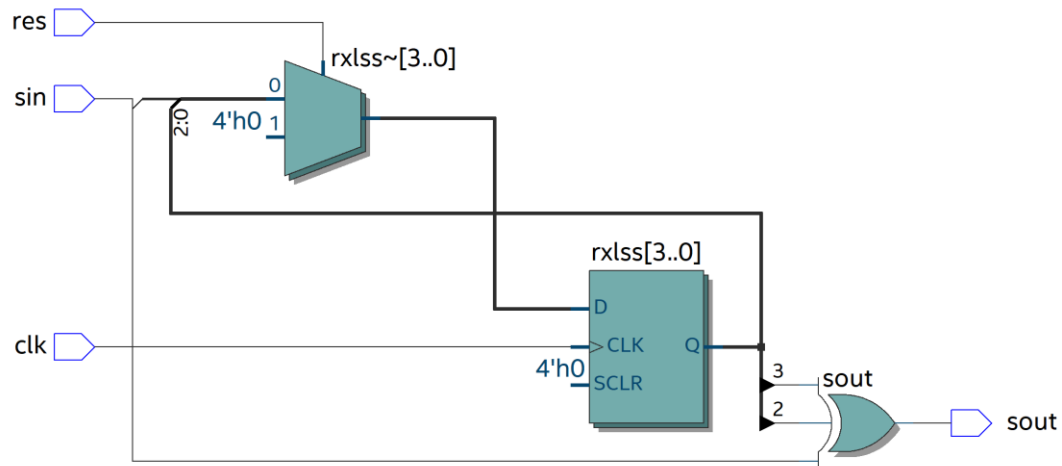 res
rxlss~[3..0]
sin
0
2:0
4'h0
1
rxlss[3..0]
D
clk
CLK
Q
4'h0
SCLR
3
sout
2
sout